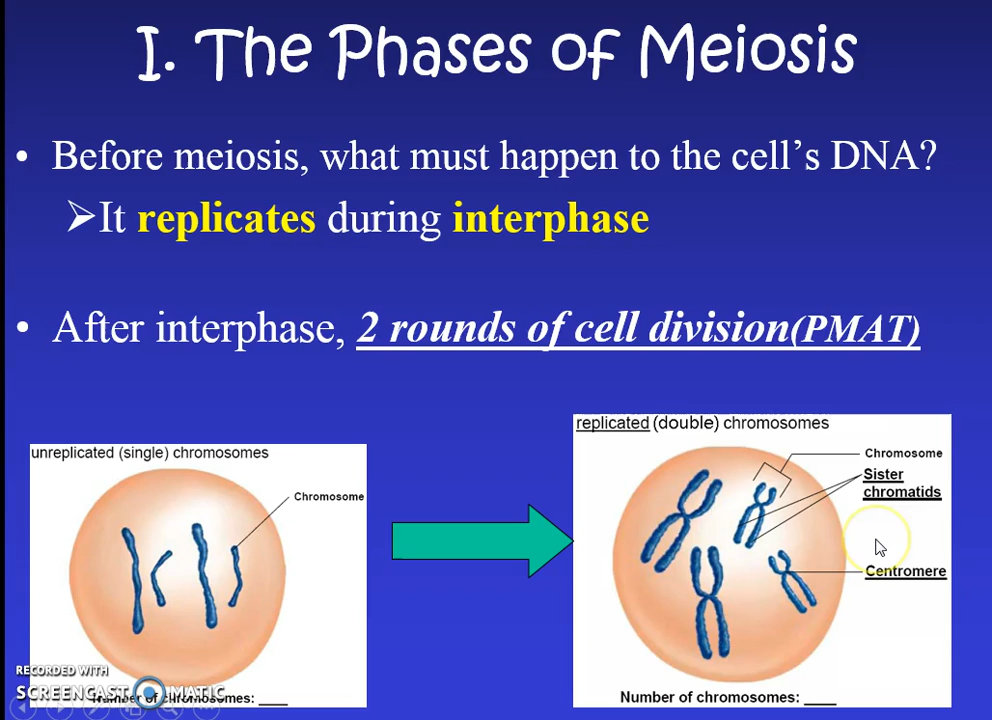 I. The Phases of Meiosis
• Before meiosis, what must happen to the cell's DNA?
➤It replicates during interphase
• After interphase, 2 rounds of cell division(PMAT)
unreplicated (single) chromosomes
Chromosome
Number of chromosomes: ____
replicated (double) chromosomes
Chromosome
Sister
chromatids
Centromere
Number of chromosomes: ____
RECORDED WITH
SCREENCAST MATIC